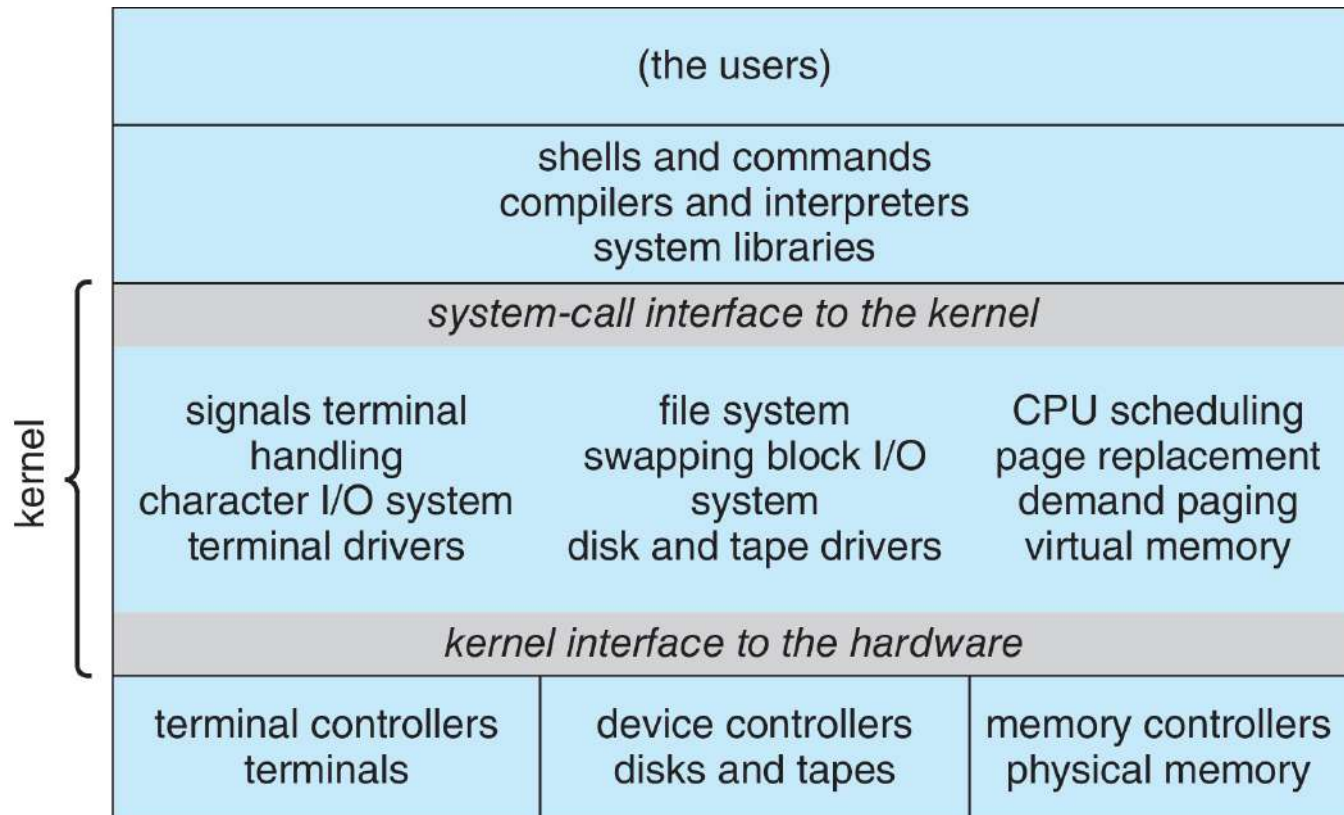 (the users)
shells and commands
compilers and interpreters
system libraries
kernel
system-call interface to the kernel
signals terminal
handling
character I/O system
terminal drivers
file system
swapping block I/O
system
disk and tape drivers
CPU scheduling
page replacement
demand paging
virtual memory
kernel interface to the hardware
terminal controllers
terminals
device controllers
disks and tapes
memory controllers
physical memory